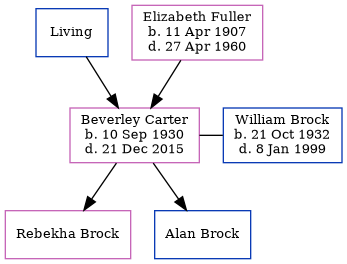 Living
Elizabeth Fuller
b. 11 Apr 1907
d. 27 Apr 1960
Beverley Carter
b. 10 Sep 1930
d. 21 Dec 2015
William Brock
b. 21 Oct 1932
d. 8 Jan 1999
Rebekha Brock
Alan Brock